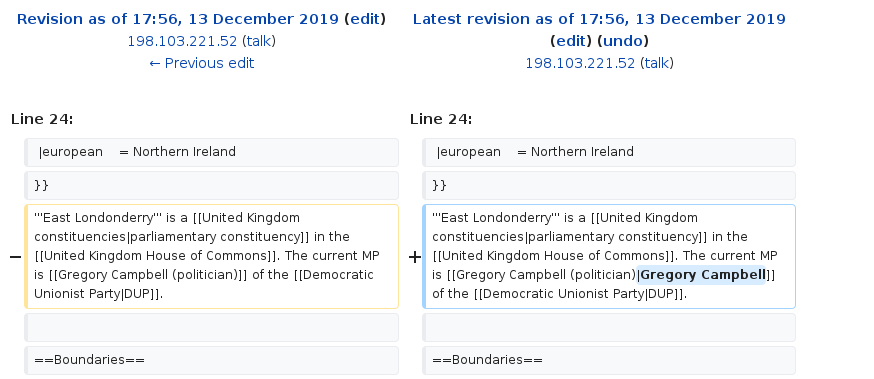 Revision as of 17:56, 13 December 2019 (edit)
198.103.221.52 (talk)
← Previous edit
Latest revision as of 17:56, 13 December 2019
(edit) (undo)
198.103.221.52 (talk)
Line 24:
Line 24:
|european = Northern Ireland
|european = Northern Ireland
}}
}}
−
'''East Londonderry''' is a [[United Kingdom
constituencies|parliamentary constituency]] in the
[[United Kingdom House of Commons]]. The current MP
is [[Gregory Campbell (politician)]] of the [[Democratic
Unionist Party|DUP]].
+
'''East Londonderry''' is a [[United Kingdom
constituencies|parliamentary constituency]] in the
[[United Kingdom House of Commons]]. The current MP
is [[Gregory Campbell (politician)|Gregory Campbell]]
of the [[Democratic Unionist Party|DUP]].
==Boundaries==
==Boundaries==